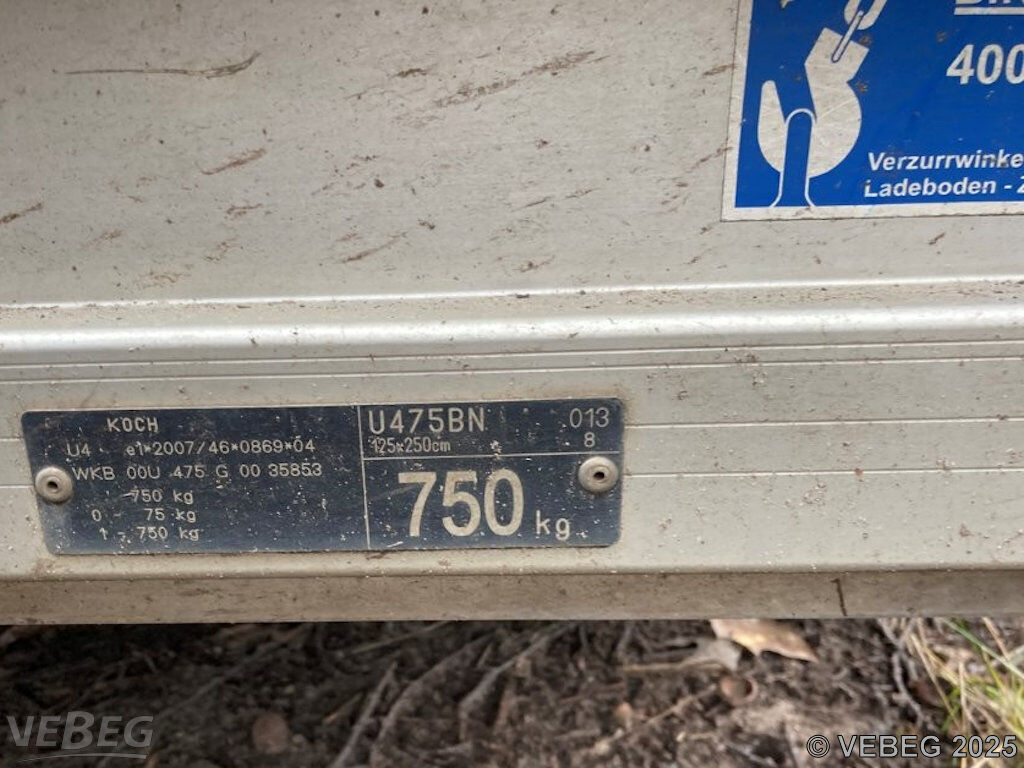 400
Verzurrwinke
Ladeboden - Z
KOCH
U4 e1*2007/46*0869*04
WKB 00U 475 G 00 35853
750 kg
0 - 75 kg
1 - 750 kg
U475BN 013
125x250cm 8
750 kg
VEBEG
© VEBEG 2025